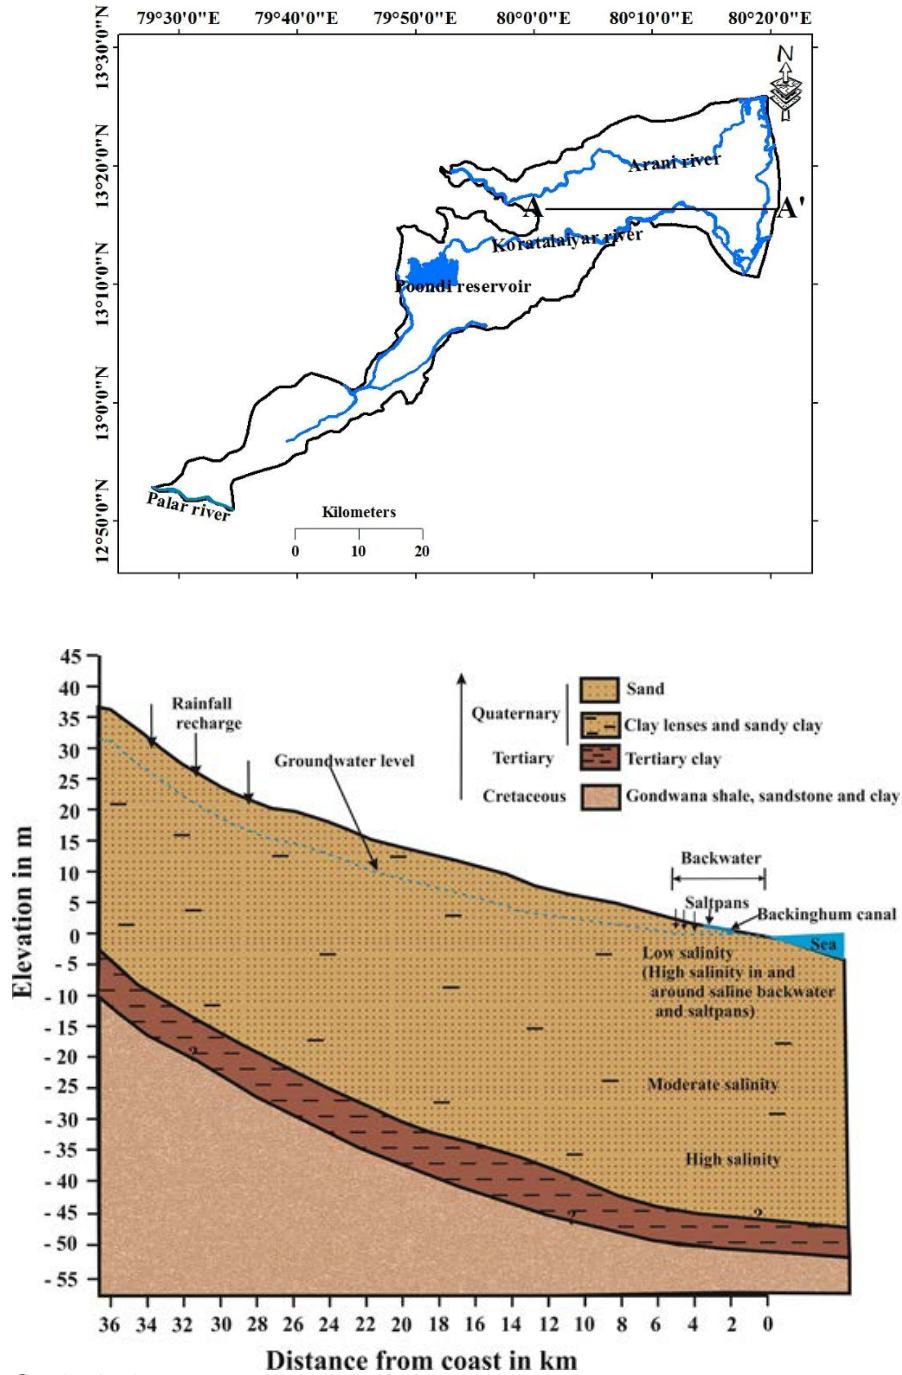 79°30'0"E 79°40'0"E 79°50'0"E 80°0'0"E 80°10'0"E 80°20'0"E
13°30'0"N
13°20'0"N
13°10'0"N
13°0'0"N
12°50'0"N
N
Arani river
A
A'
Koratalaiyar river
Poondi reservoir
Palar river
Kilometers
0 10 20
45
40
35
30
25
20
15
10
5
0
- 5
- 10
- 15
- 20
- 25
- 30
- 35
- 40
- 45
- 50
- 55
Elevation in m
Rainfall
recharge
Groundwater level
Quaternary
Tertiary
Cretaceous
Sand
Clay lenses and sandy clay
Tertiary clay
Gondwana shale, sandstone and clay
Backwater
Saltpans
Backinghum canal
Sea
Low salinity
(High salinity in and
around saline backwater
and saltpans)
Moderate salinity
High salinity
?
?
?
36 34 32 28 26 24 22 20 18 16 14 12 10 8 6 4 2 0
Distance from coast in km